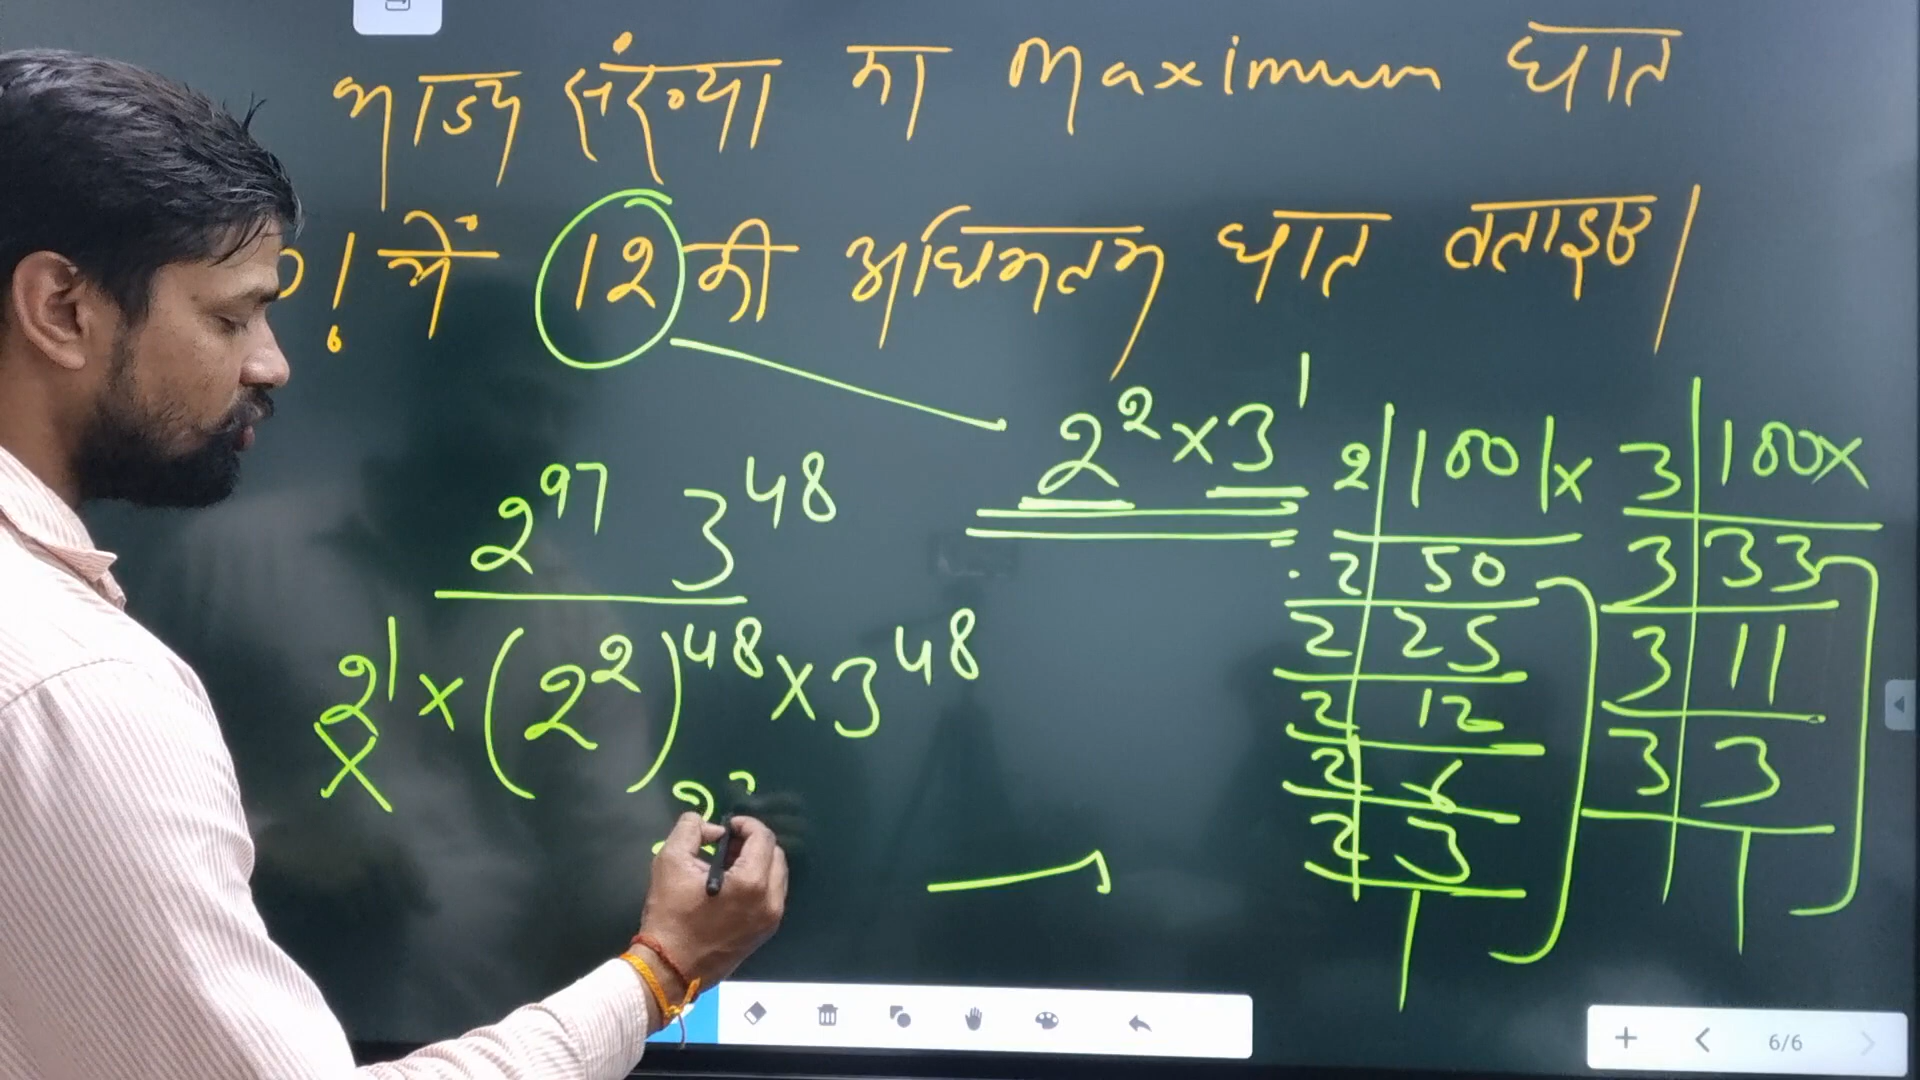 भाज्य संख्या का Maximum घात
! में 12 की अधिकतम घात बताइए।
2² × 3¹
2⁹⁷ 3⁴⁸
2¹ × (2²)⁴⁸ × 3⁴⁸
2 100 ×
2 50
2 25
2 12
2 6
2 3
1
3 100 ×
3 33
3 11
3 3
1
6/6